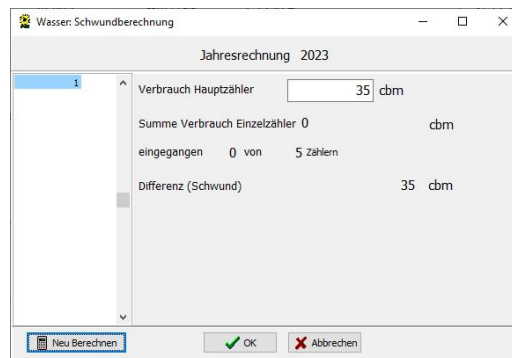 Wasser: Schwundberechnung
Jahresrechnung 2023
1
Verbrauch Hauptzähler 35 cbm
Summe Verbrauch Einzelzähler 0 cbm
eingegangen 0 von 5 Zählern
Differenz (Schwund) 35 cbm
Neu Berechnen OK Abbrechen